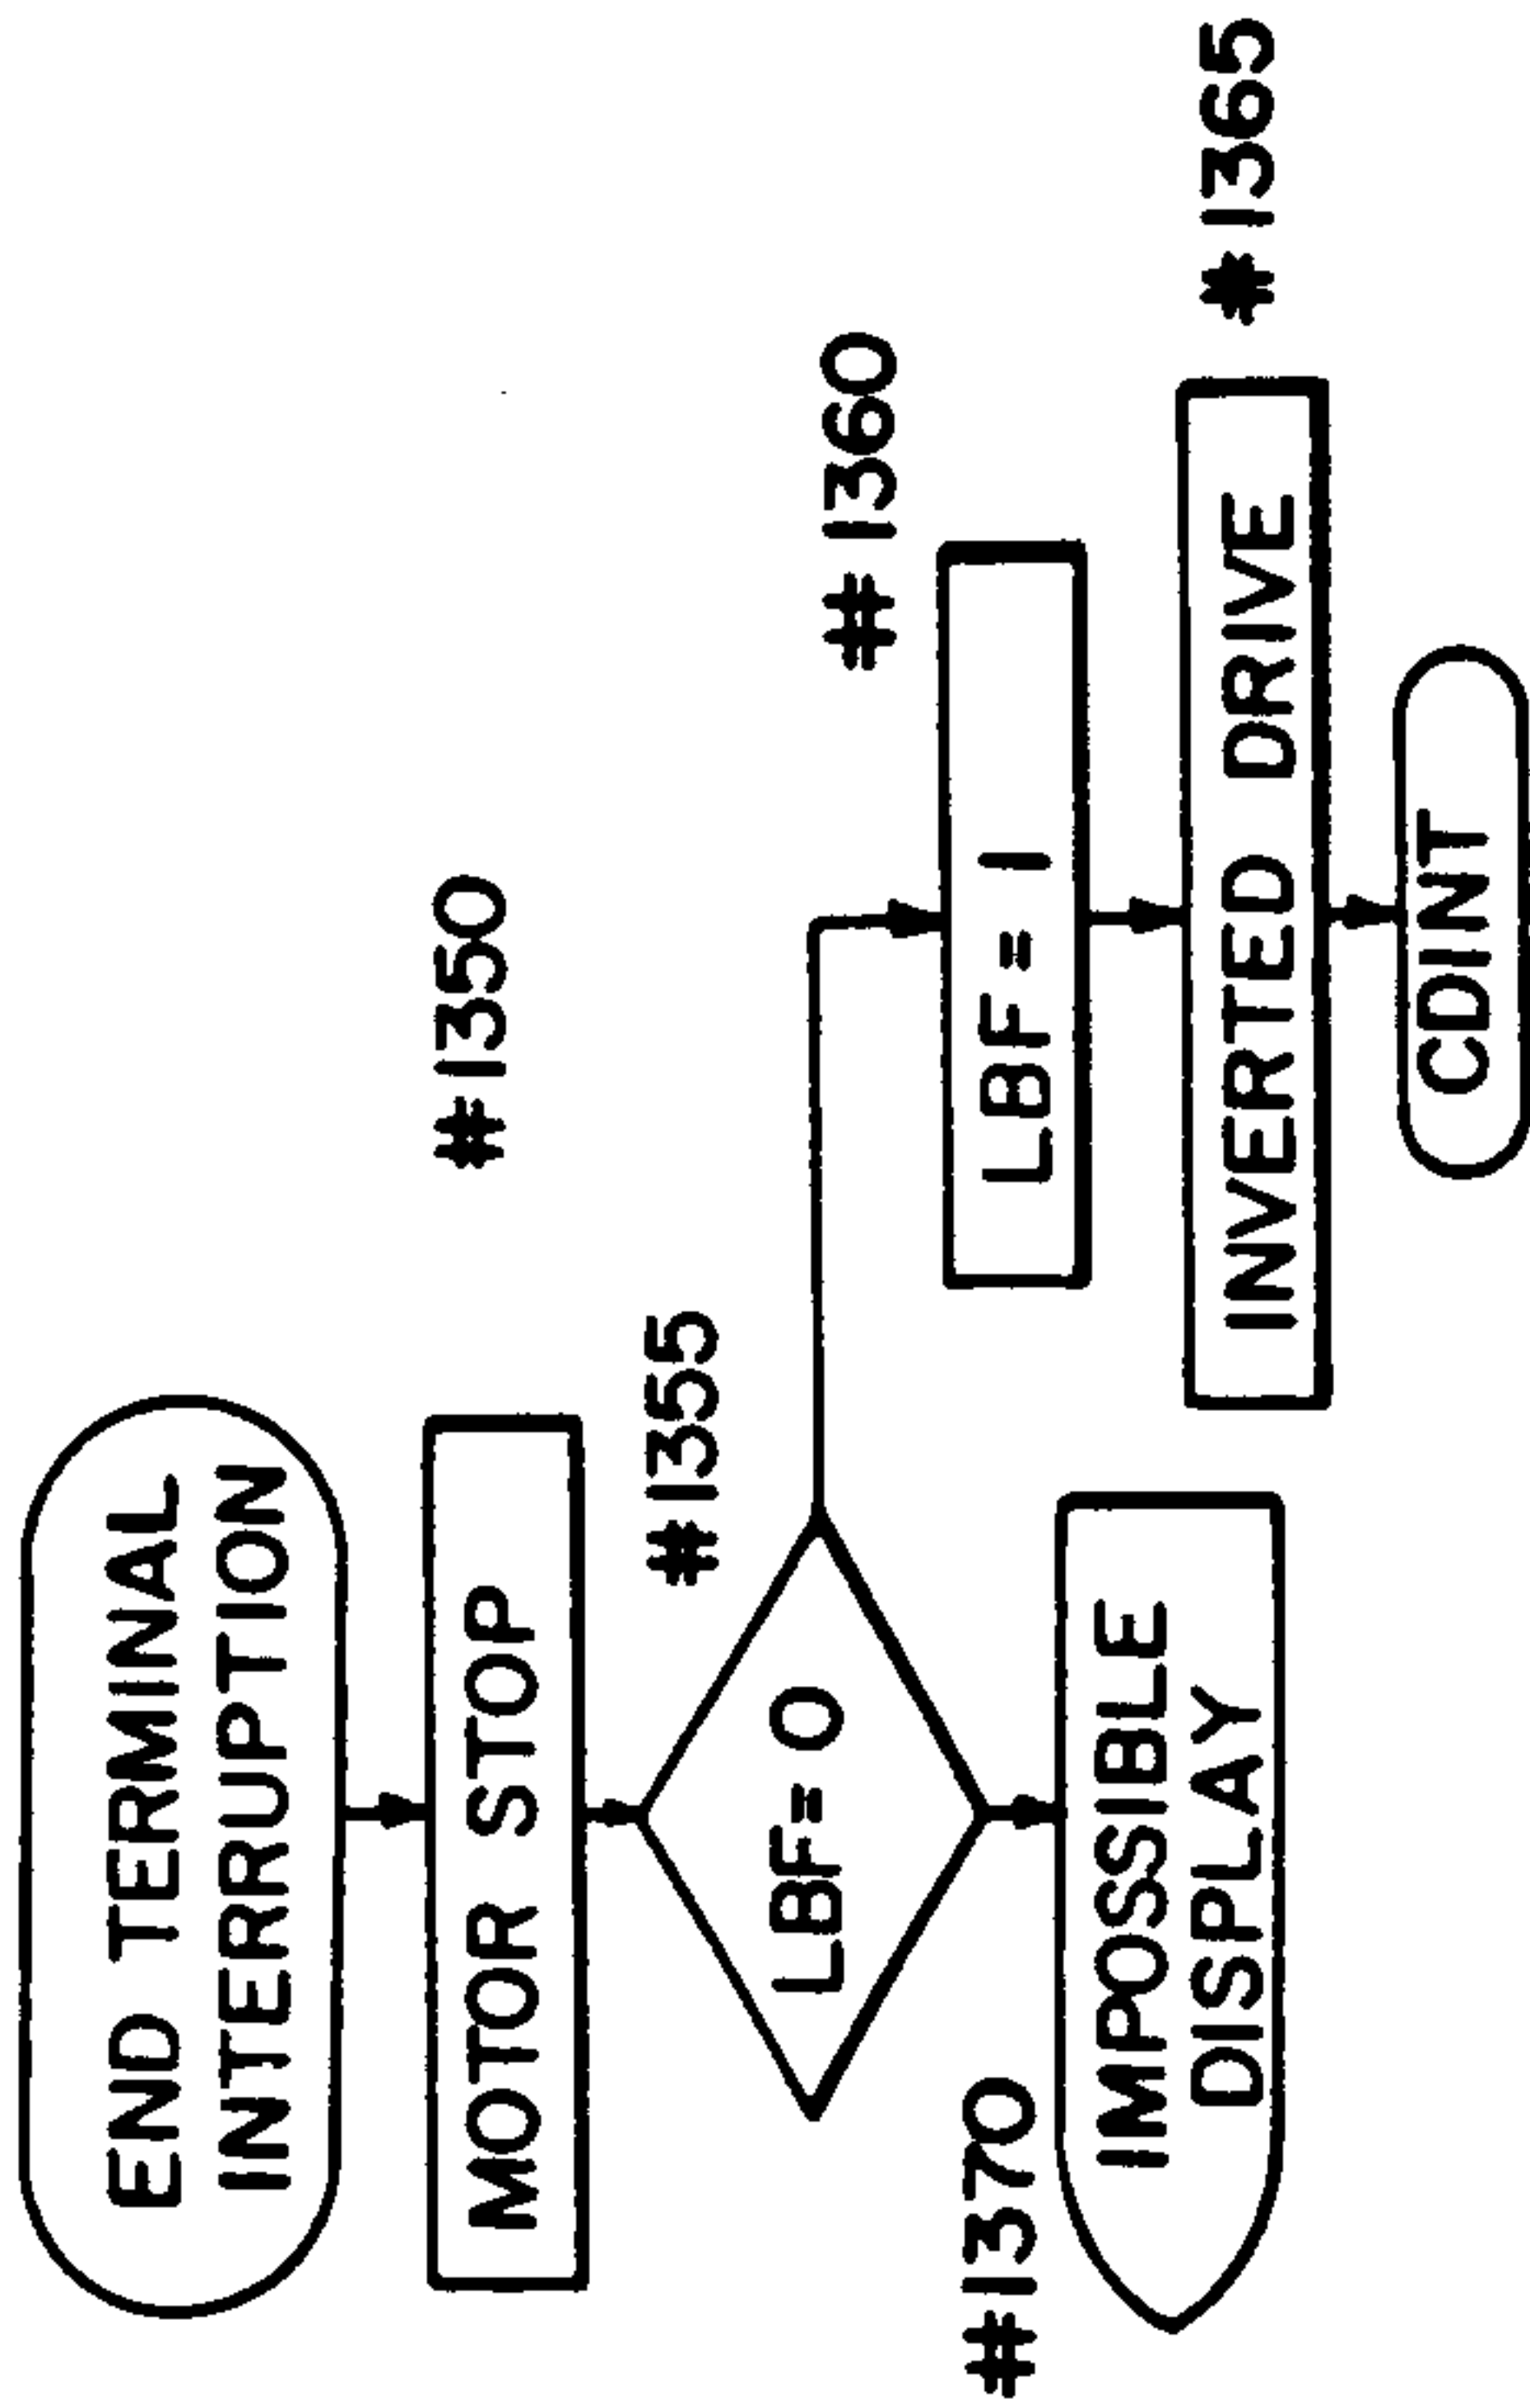 END TERMINAL
INTERRUPTION
MOTOR STOP
#1350
#1355
LBF=0
#1360
LBF=1
#1370
IMPOSSIBLE
DISPLAY
INVERTED DRIVE
*1365
CDINT